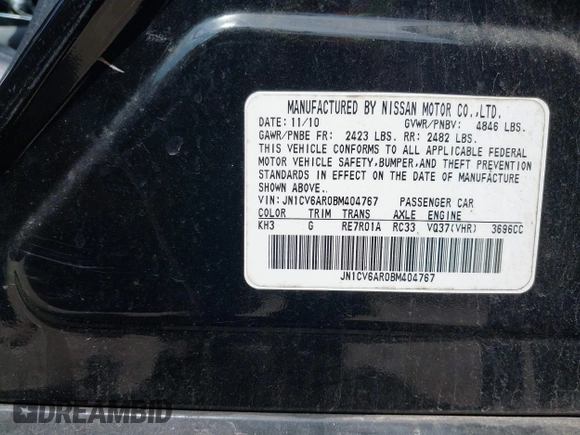 MANUFACTURED BY NISSAN MOTOR CO.,LTD.
DATE: 11/10 GVWR/PNBV: 4846 LBS.
GAWR/PNBE FR: 2423 LBS. RR: 2482 LBS.
THIS VEHICLE CONFORMS TO ALL APPLICABLE FEDERAL
MOTOR VEHICLE SAFETY,BUMPER,AND THEFT PREVENTION
STANDARDS IN EFFECT ON THE DATE OF MANUFACTURE
SHOWN ABOVE.
VIN: JN1CV6AR0BM404767 PASSENGER CAR
COLOR TRIM TRANS AXLE ENGINE
KH3 G RE7R01A RC33 VQ37(VHR) 3696CC
JN1CV6AR0BM404767
DREAMBID